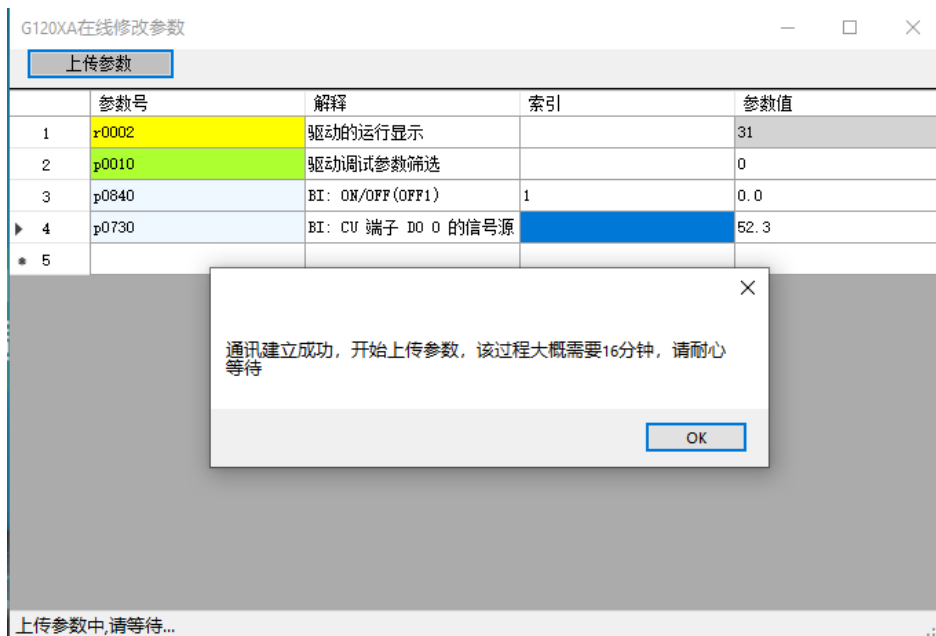 G120XA在线修改参数
上传参数
参数号 解释 索引 参数值
1 r0002 驱动的运行显示 31
2 p0010 驱动调试参数筛选 0
3 p0840 BI: ON/OFF(OFF1) 1 0.0
4 p0730 BI: CU 端子 DO 0 的信号源 52.3
5
通讯建立成功，开始上传参数，该过程大概需要16分钟，请耐心
等待
OK
上传参数中,请等待...